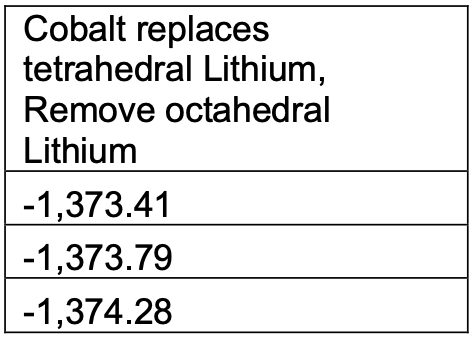 Cobalt replaces
tetrahedral Lithium,
Remove octahedral
Lithium
-1,373.41
-1,373.79
-1,374.28